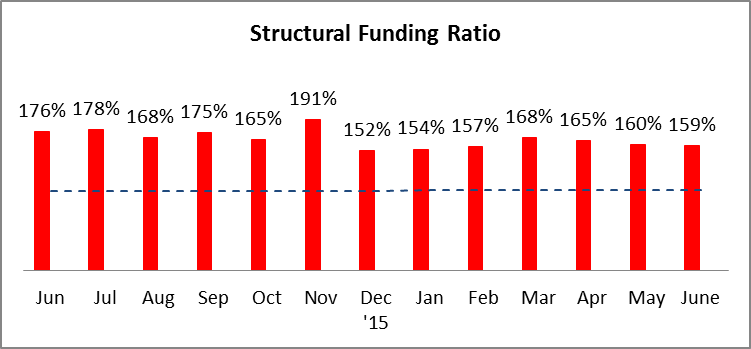 Structural Funding Ratio
176% 178% 168% 175% 165% 191% 152% 154% 157% 168% 165% 160% 159%
Jun Jul Aug Sep Oct Nov Dec Jan Feb Mar Apr May June
'15